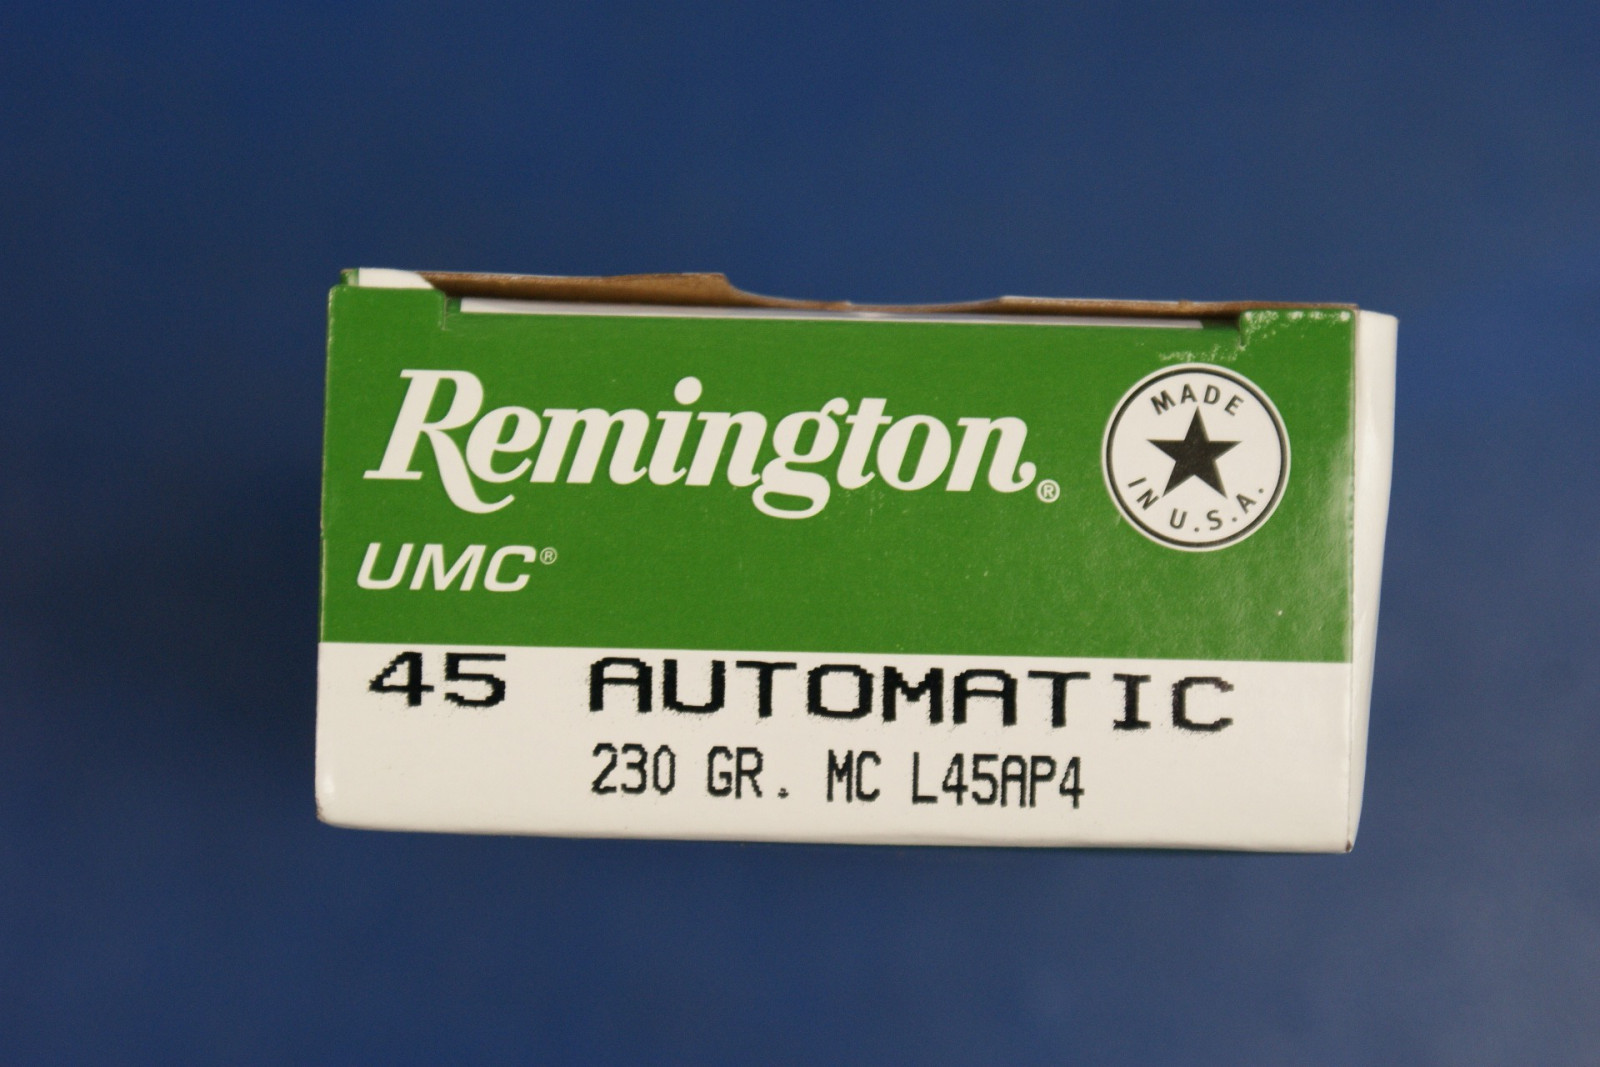 Remington®
MADE
IN U.S.A.
UMC®
45 AUTOMATIC
230 GR. MC L45AP4